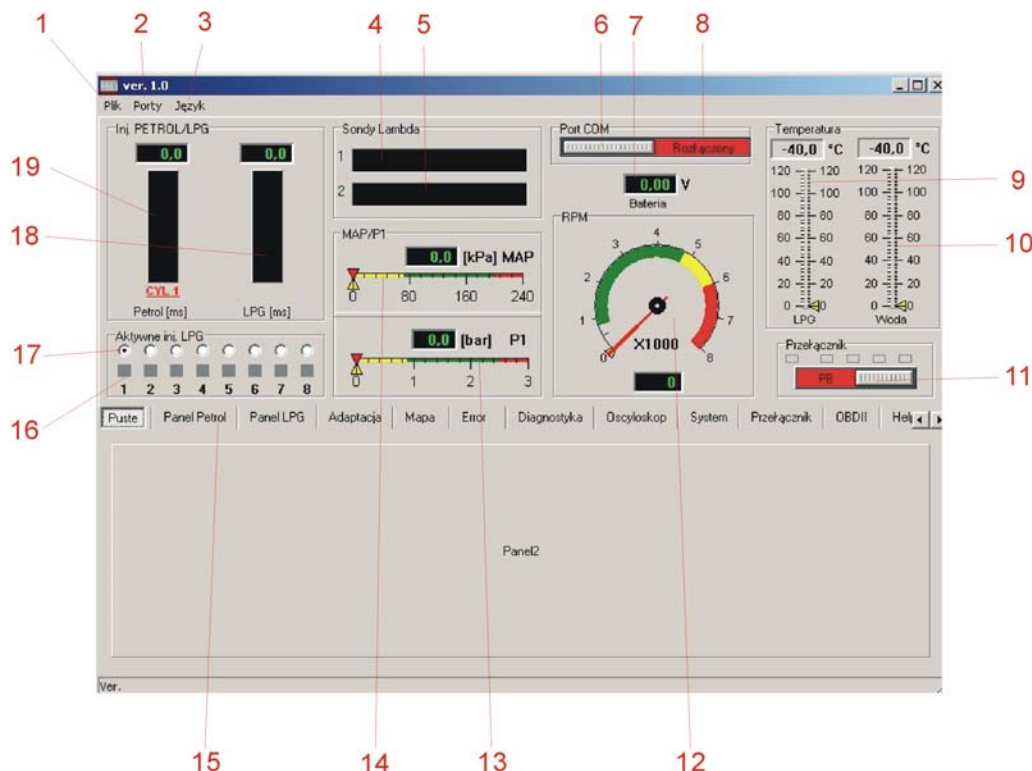 1 2 3 4 5 6 7 8
ver. 1.0
Plik Porty Język
Inj. PETROL/LPG
0,0 0,0
CYL 1
Petrol [ms] LPG [ms]
19
18
Sondy Lambda
1
2
Port COM
Rozłączony
0,00 V
Bateria
Temperatura
-40,0 °C -40,0 °C
120 120 120
100 100 100
80 80 80
60 60 60
40 40 40
20 20 20
0 0 0
LPG Woda
9
10
MAP/P1
0,0 [kPa] MAP
0 80 160 240
0,0 [bar] P1
0 1 2 3
RPM
0 1 2 3 4 5 6 7 8
X1000
0
Aktywne inj. LPG
1 2 3 4 5 6 7 8
17
16
Przełącznik
PB
11
Puste Panel Petrol Panel LPG Adaptacja Mapa Error Diagnostyka Oscyloskop System Przełącznik OBDII Help
Panel2
Ver.
15 14 13 12